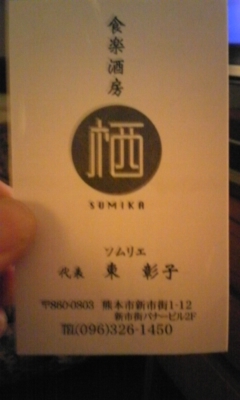 食楽酒房
栖
SUMIKA
ソムリエ
代表 東 彰子
〒860-0803 熊本市新市街1-12
新市街バナービル2F
TEL(096)326-1450